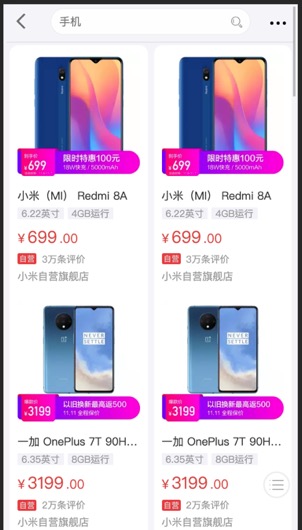 手机
到手价
699
限时特惠100元
18W快充 / 5000mAh
到手价
699
限时特惠100元
18W快充 / 5000mAh
小米（MI） Redmi 8A
小米（MI） Redmi 8A
6.22英寸 4GB运行
6.22英寸 4GB运行
¥699.00
¥699.00
自营 3万条评价
自营 3万条评价
小米自营旗舰店
小米自营旗舰店
NEVER
SETTLE
NEVER
SETTLE
爆款价
3199
以旧换新最高返500
11.11 全程保价
爆款价
3199
以旧换新最高返500
11.11 全程保价
一加 OnePlus 7T 90H...
一加 OnePlus 7T 90H...
6.35英寸 8GB运行
6.35英寸 8GB运行
¥3199.00
¥3199.00
自营 2万条评价
自营 2万条评价
小米自营旗舰店
小米自营旗舰店